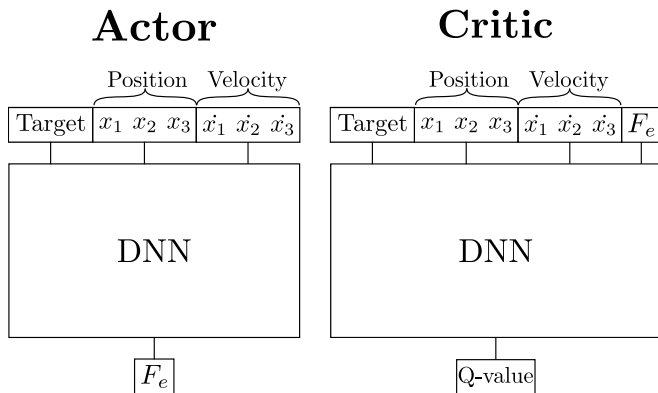 Actor
Position Velocity
Target x₁ x₂ x₃ ẋ₁ ẋ₂ ẋ₃
DNN
Fₑ
Critic
Position Velocity
Target x₁ x₂ x₃ ẋ₁ ẋ₂ ẋ₃ Fₑ
DNN
Q-value